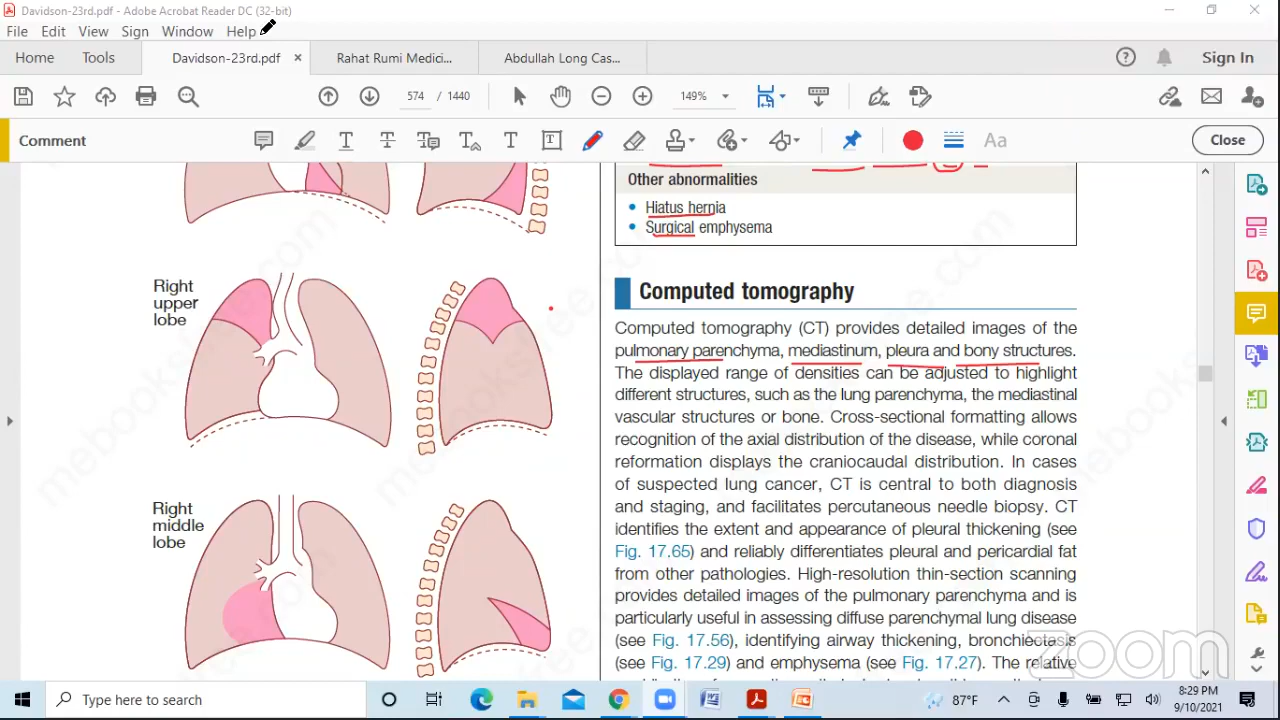 Davidson-23rd.pdf - Adobe Acrobat Reader DC (32-bit)
File Edit View Sign Window Help
Home Tools Davidson-23rd.pdf × Rahat Rumi Medici... Abdullah Long Cas... Sign In
574 / 1440 149%
Comment Aa Close
Other abnormalities
• Hiatus hernia
• Surgical emphysema
Right
upper
lobe
Right
middle
lobe
Computed tomography
Computed tomography (CT) provides detailed images of the
pulmonary parenchyma, mediastinum, pleura and bony structures.
The displayed range of densities can be adjusted to highlight
different structures, such as the lung parenchyma, the mediastinal
vascular structures or bone. Cross-sectional formatting allows
recognition of the axial distribution of the disease, while coronal
reformation displays the craniocaudal distribution. In cases
of suspected lung cancer, CT is central to both diagnosis
and staging, and facilitates percutaneous needle biopsy. CT
identifies the extent and appearance of pleural thickening (see
Fig. 17.65) and reliably differentiates pleural and pericardial fat
from other pathologies. High-resolution thin-section scanning
provides detailed images of the pulmonary parenchyma and is
particularly useful in assessing diffuse parenchymal lung disease
(see Fig. 17.56), identifying airway thickening, bronchiectasis
(see Fig. 17.29) and emphysema (see Fig. 17.27). The relative
zoom
Type here to search
87°F
8:29 PM
9/10/2021